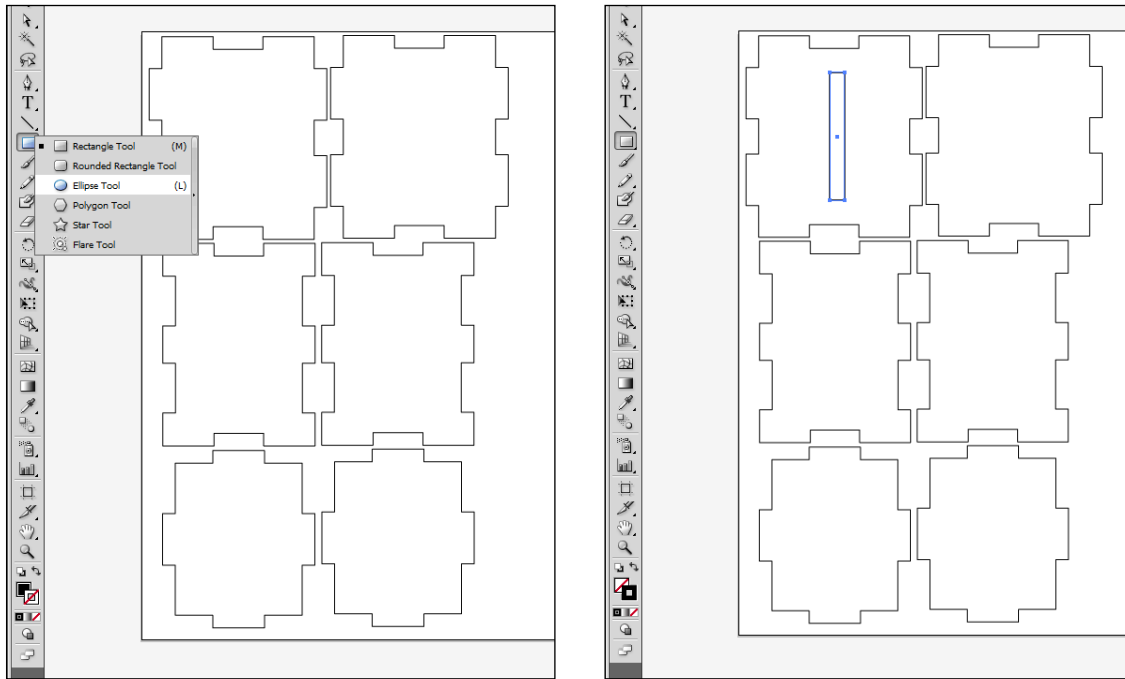 Rectangle Tool (M)
Rounded Rectangle Tool
Ellipse Tool (L)
Polygon Tool
Star Tool
Flare Tool